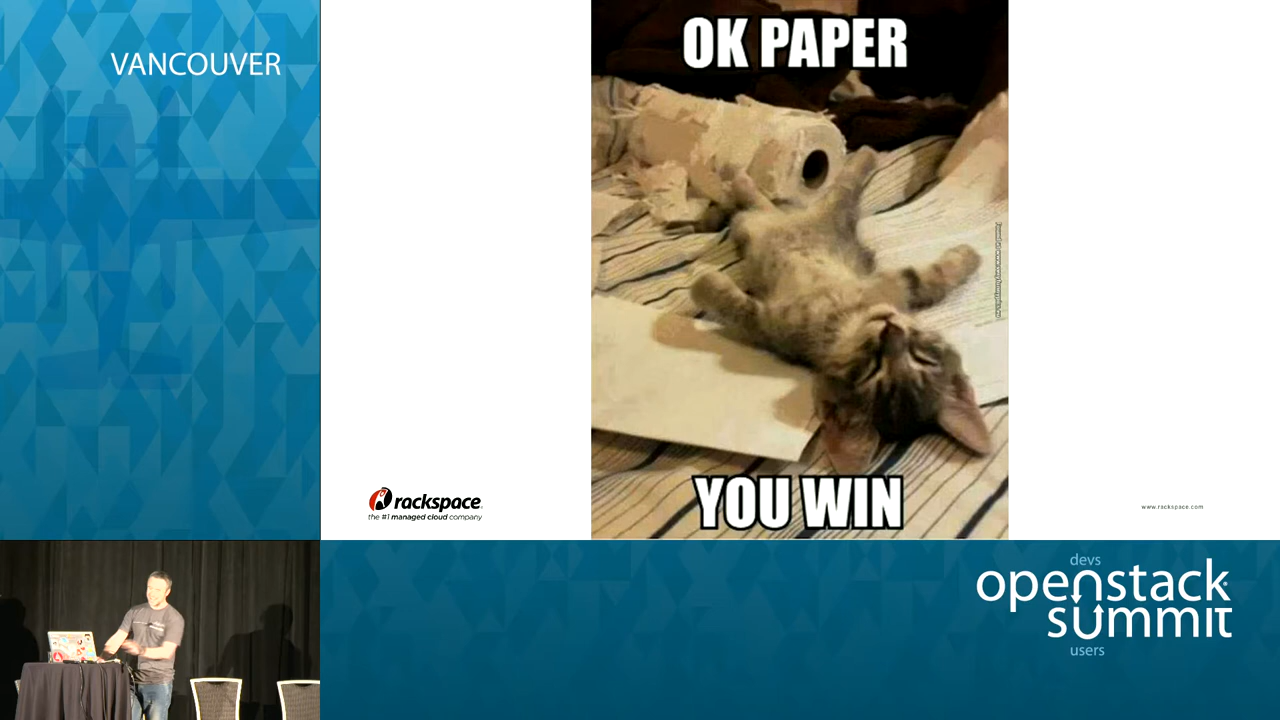 VANCOUVER
OK PAPER
YOU WIN
rackspace
the #1 managed cloud company
www.rackspace.com
devs
openstack
summit
users